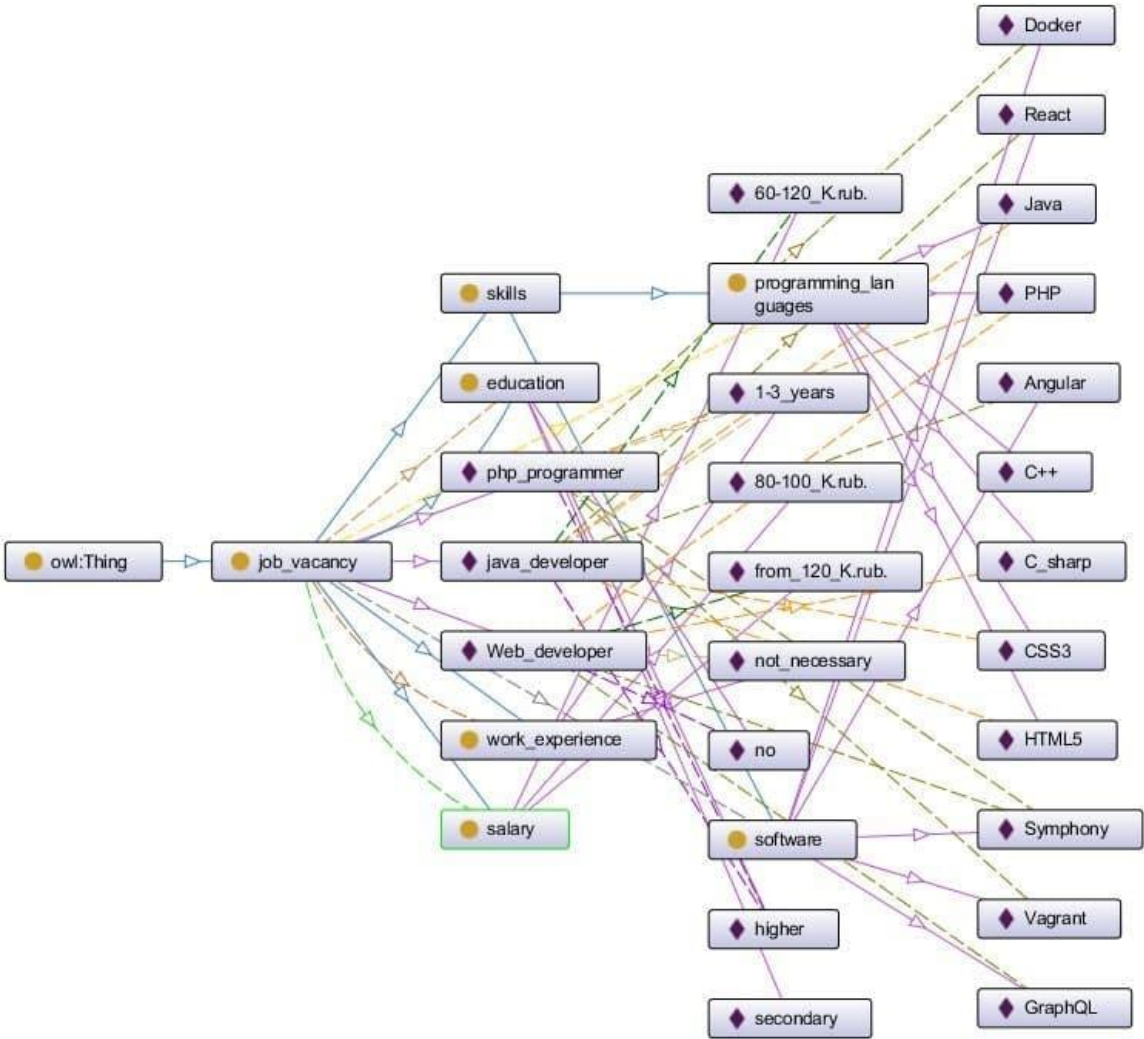 owl:Thing
job_vacancy
skills
education
php_programmer
java_developer
Web_developer
work_experience
salary
60-120_K.rub.
programming_lan
guages
1-3_years
80-100_K.rub.
from_120_K.rub.
not_necessary
no
software
higher
secondary
Docker
React
Java
PHP
Angular
C++
C_sharp
CSS3
HTML5
Symphony
Vagrant
GraphQL